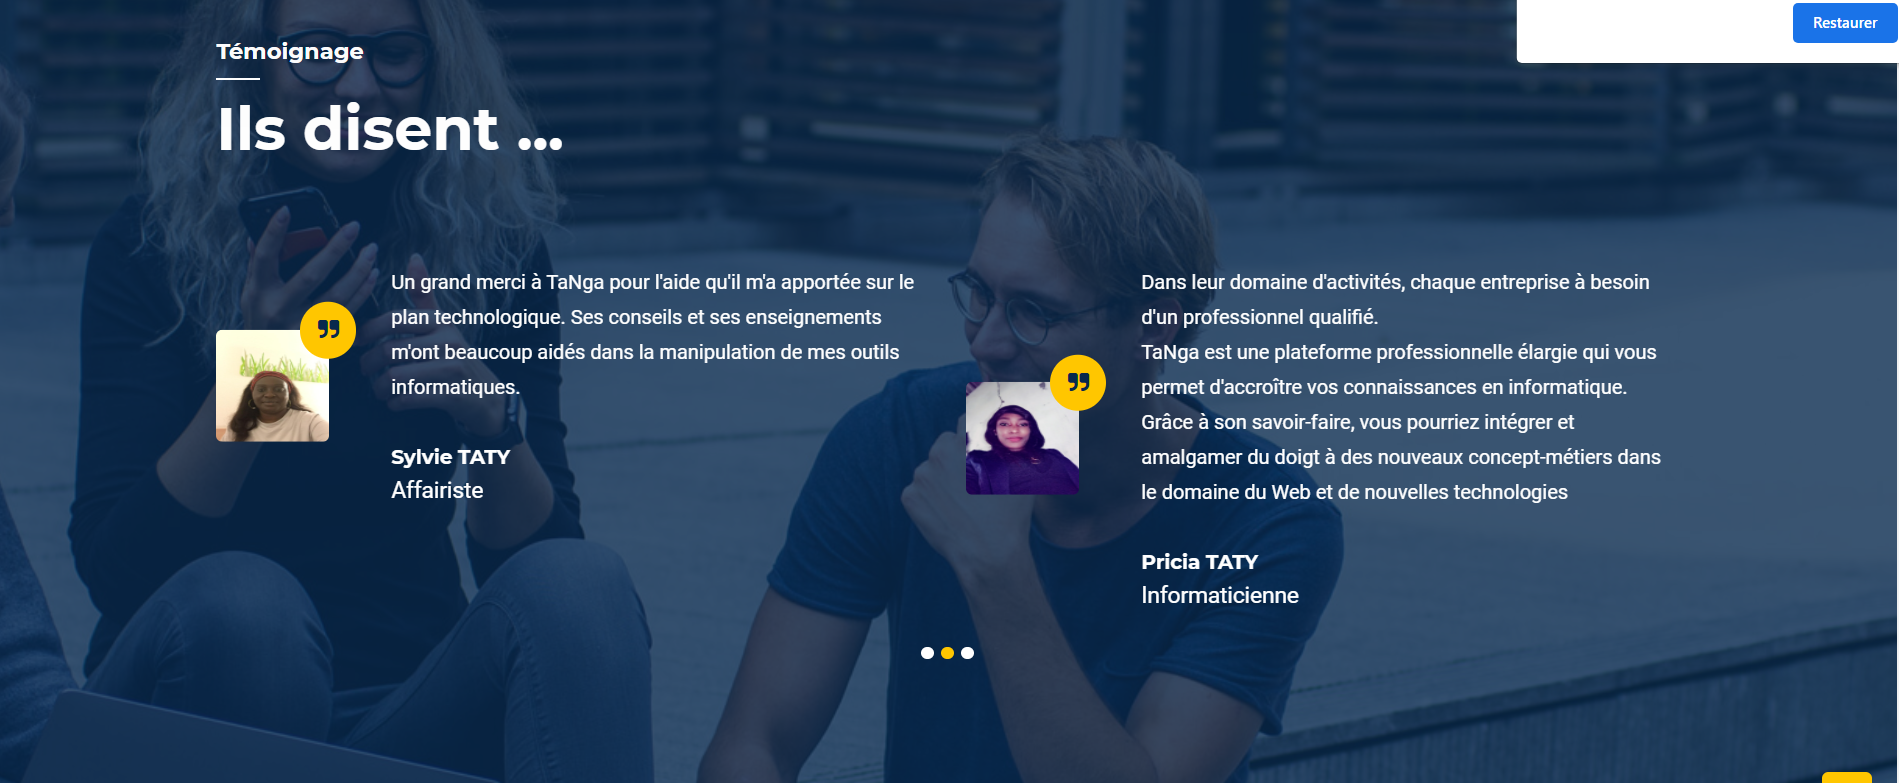 Restaurer
Témoignage
Ils disent ...
Un grand merci à TaNga pour l'aide qu'il m'a apportée sur le
plan technologique. Ses conseils et ses enseignements
m'ont beaucoup aidés dans la manipulation de mes outils
informatiques.
Sylvie TATY
Affairiste
Dans leur domaine d'activités, chaque entreprise à besoin
d'un professionnel qualifié.
TaNga est une plateforme professionnelle élargie qui vous
permet d'accroître vos connaissances en informatique.
Grâce à son savoir-faire, vous pourriez intégrer et
amalgamer du doigt à des nouveaux concept-métiers dans
le domaine du Web et de nouvelles technologies
Pricia TATY
Informaticienne